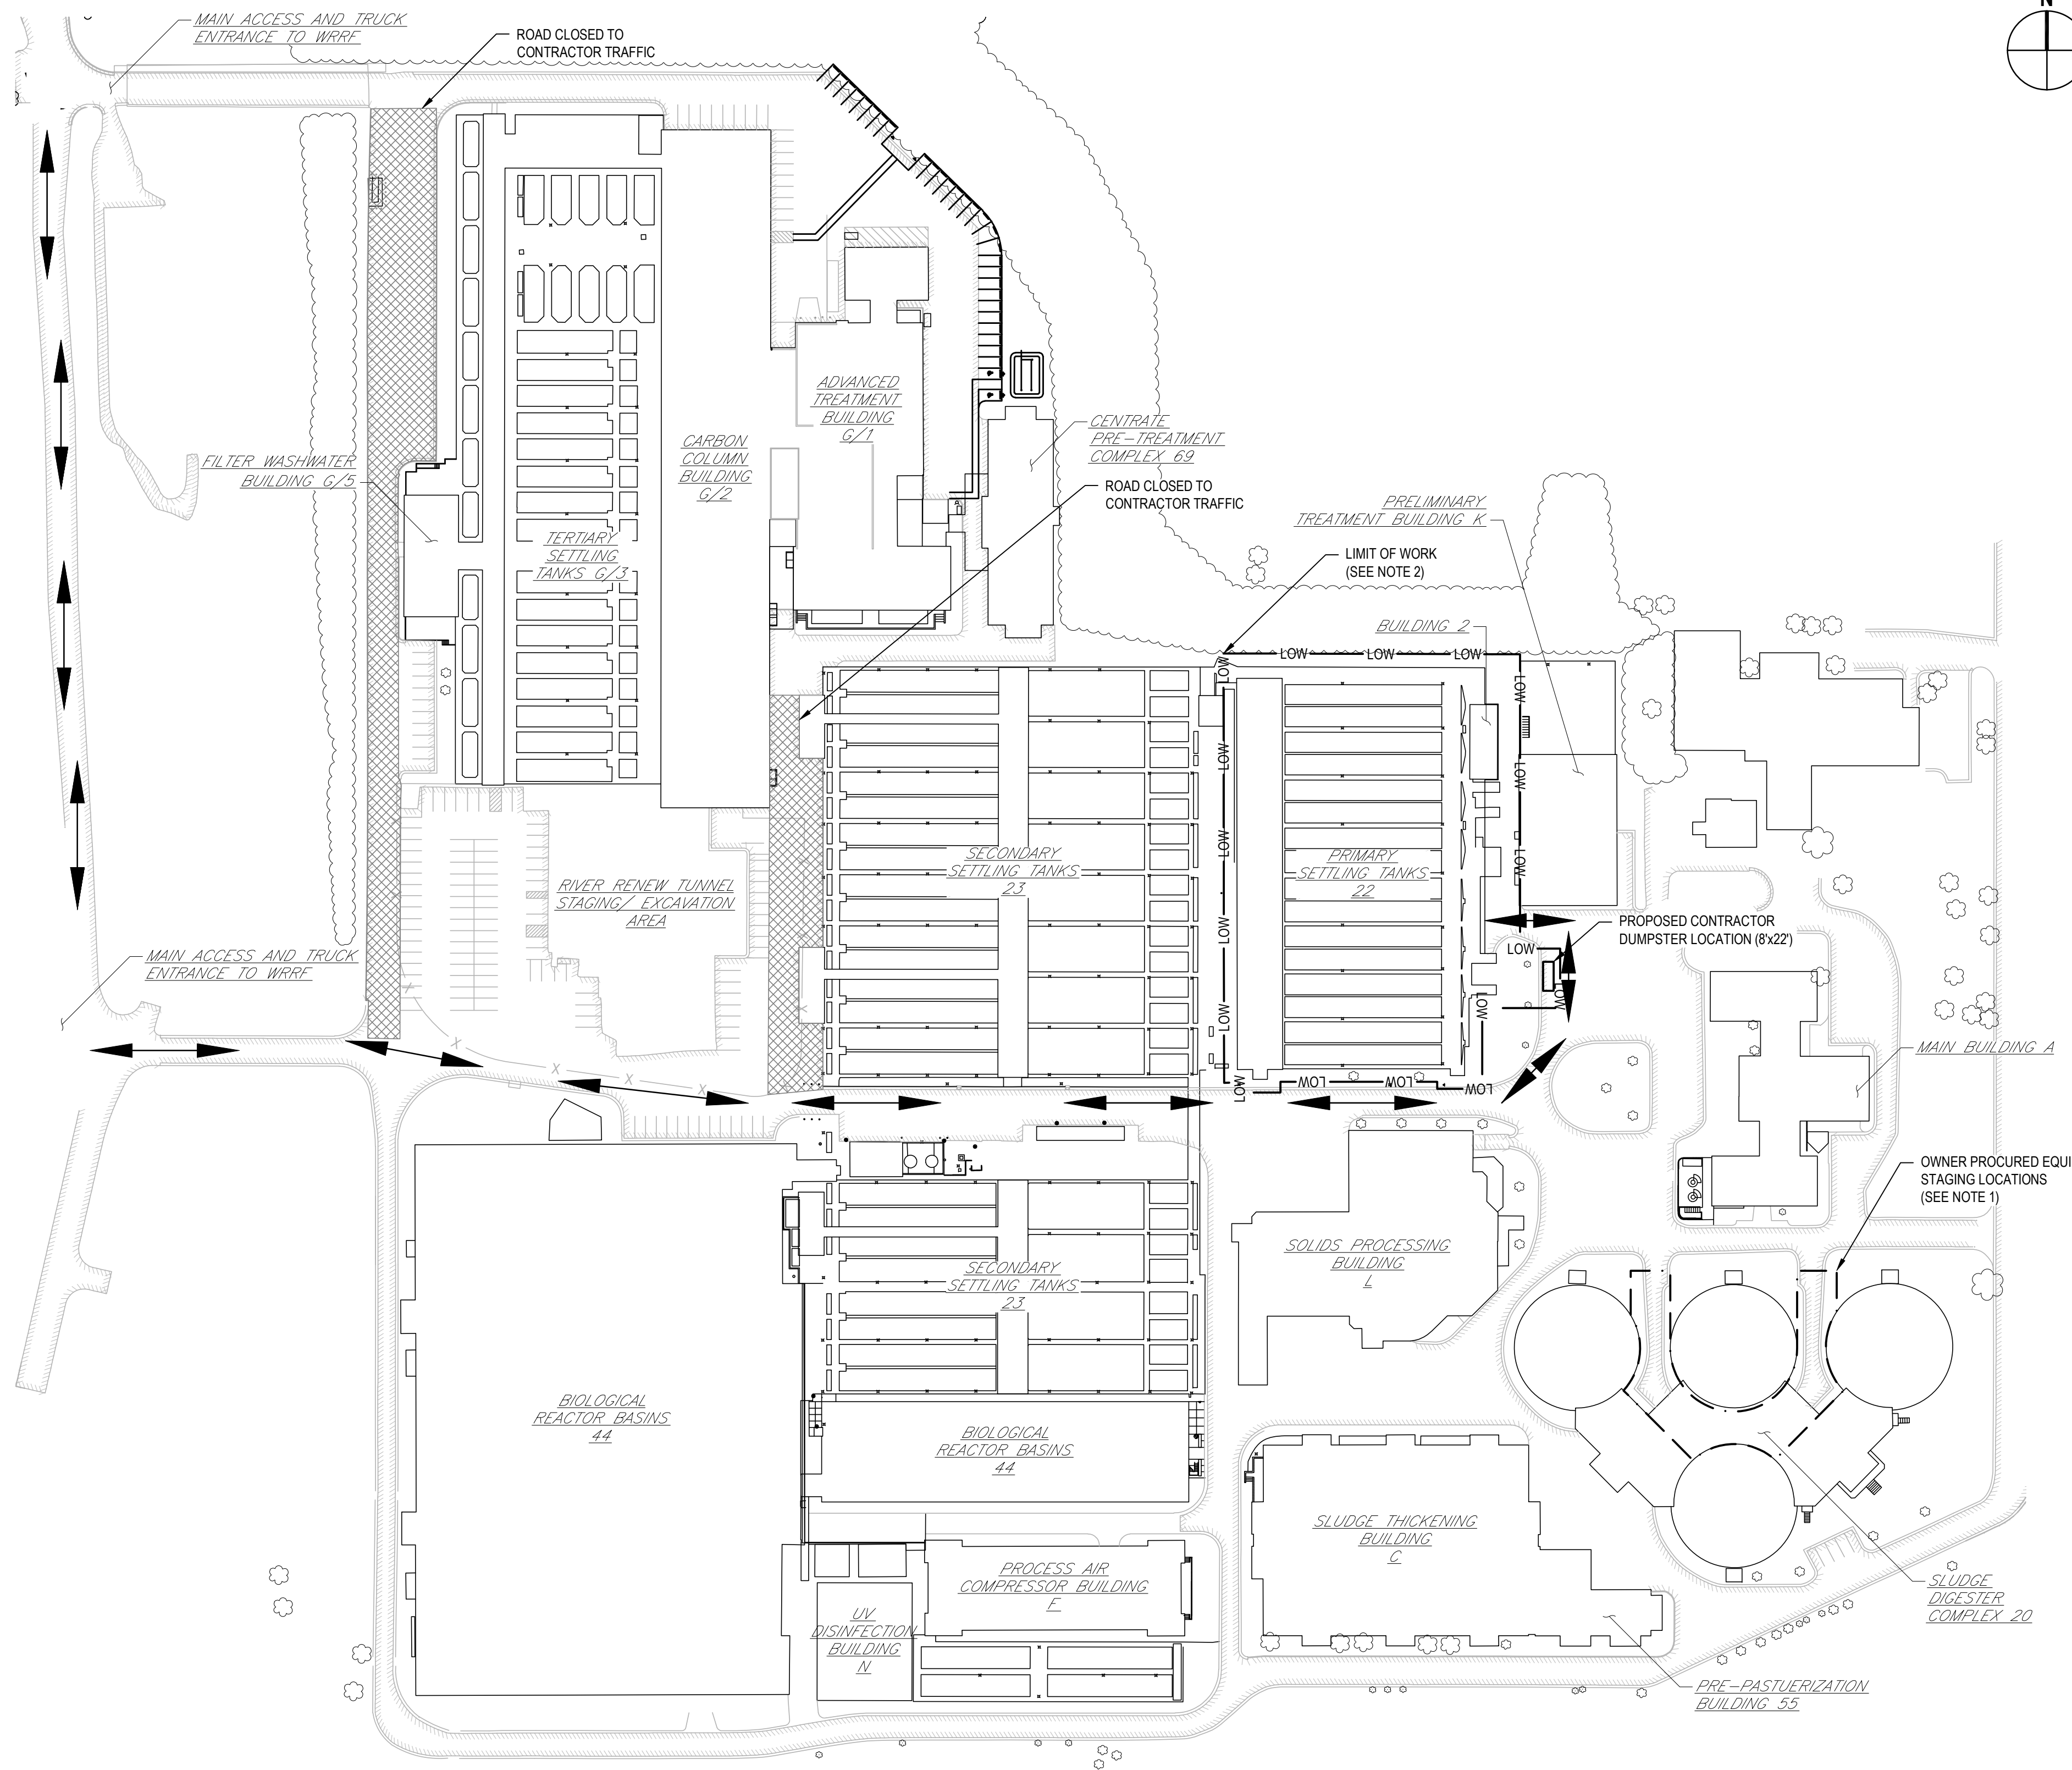 N
MAIN ACCESS AND TRUCK
ENTRANCE TO WRRF
ROAD CLOSED TO
CONTRACTOR TRAFFIC
ADVANCED
TREATMENT
BUILDING
G/1
CARBON
COLUMN
BUILDING
G/2
CENTRATE
PRE-TREATMENT
COMPLEX 69
FILTER WASHWATER
BUILDING G/5
ROAD CLOSED TO
CONTRACTOR TRAFFIC
PRELIMINARY
TREATMENT BUILDING K
TERTIARY
SETTLING
TANKS G/3
LIMIT OF WORK
(SEE NOTE 2)
BUILDING 2
LOW
LOW
LOW
LOW
LOW
LOW
LOW
LOW
LOW
LOW
LOW
SECONDARY
SETTLING TANKS
23
PRIMARY
SETTLING TANKS
22
RIVER RENEW TUNNEL
STAGING/ EXCAVATION
AREA
PROPOSED CONTRACTOR
DUMPSTER LOCATION (8'x22')
LOW
LOW
LOW
MAIN ACCESS AND TRUCK
ENTRANCE TO WRRF
X
X
X
X
X
X
X
MAIN BUILDING A
LOW
LOW
LOW
LOW
OWNER PROCURED EQUI
STAGING LOCATIONS
(SEE NOTE 1)
SOLIDS PROCESSING
BUILDING
L
SECONDARY
SETTLING TANKS
23
BIOLOGICAL
REACTOR BASINS
44
BIOLOGICAL
REACTOR BASINS
44
SLUDGE THICKENING
BUILDING
C
PROCESS AIR
COMPRESSOR BUILDING
F
SLUDGE
DIGESTER
COMPLEX 20
UV
DISINFECTION
BUILDING
N
PRE-PASTUERIZATION
BUILDING 55